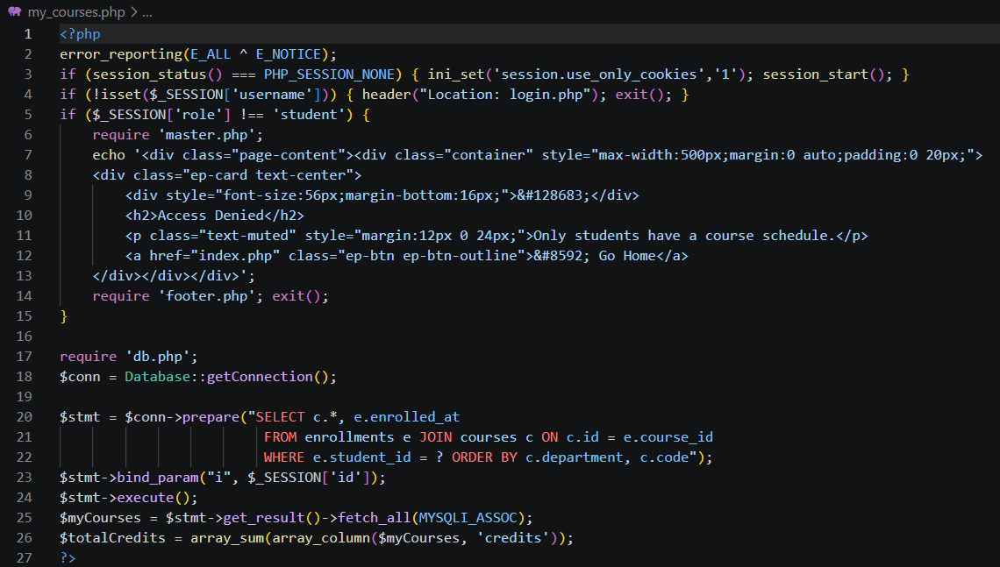 my_courses.php > ...
1 <?php
2 error_reporting(E_ALL ^ E_NOTICE);
3 if (session_status() === PHP_SESSION_NONE) { ini_set('session.use_only_cookies','1'); session_start(); }
4 if (!isset($_SESSION['username'])) { header("Location: login.php"); exit(); }
5 if ($_SESSION['role'] !== 'student') {
6     require 'master.php';
7     echo '<div class="page-content"><div class="container" style="max-width:500px;margin:0 auto;padding:0 20px;">
8     <div class="ep-card text-center">
9         <div style="font-size:56px;margin-bottom:16px;">&#128683;</div>
10         <h2>Access Denied</h2>
11         <p class="text-muted" style="margin:12px 0 24px;">Only students have a course schedule.</p>
12         <a href="index.php" class="ep-btn ep-btn-outline">&#8592; Go Home</a>
13     </div></div></div>';
14     require 'footer.php'; exit();
15 }
16
17 require 'db.php';
18 $conn = Database::getConnection();
19
20 $stmt = $conn->prepare("SELECT c.*, e.enrolled_at
21                         FROM enrollments e JOIN courses c ON c.id = e.course_id
22                         WHERE e.student_id = ? ORDER BY c.department, c.code");
23 $stmt->bind_param("i", $_SESSION['id']);
24 $stmt->execute();
25 $myCourses = $stmt->get_result()->fetch_all(MYSQLI_ASSOC);
26 $totalCredits = array_sum(array_column($myCourses, 'credits'));
27 ?>